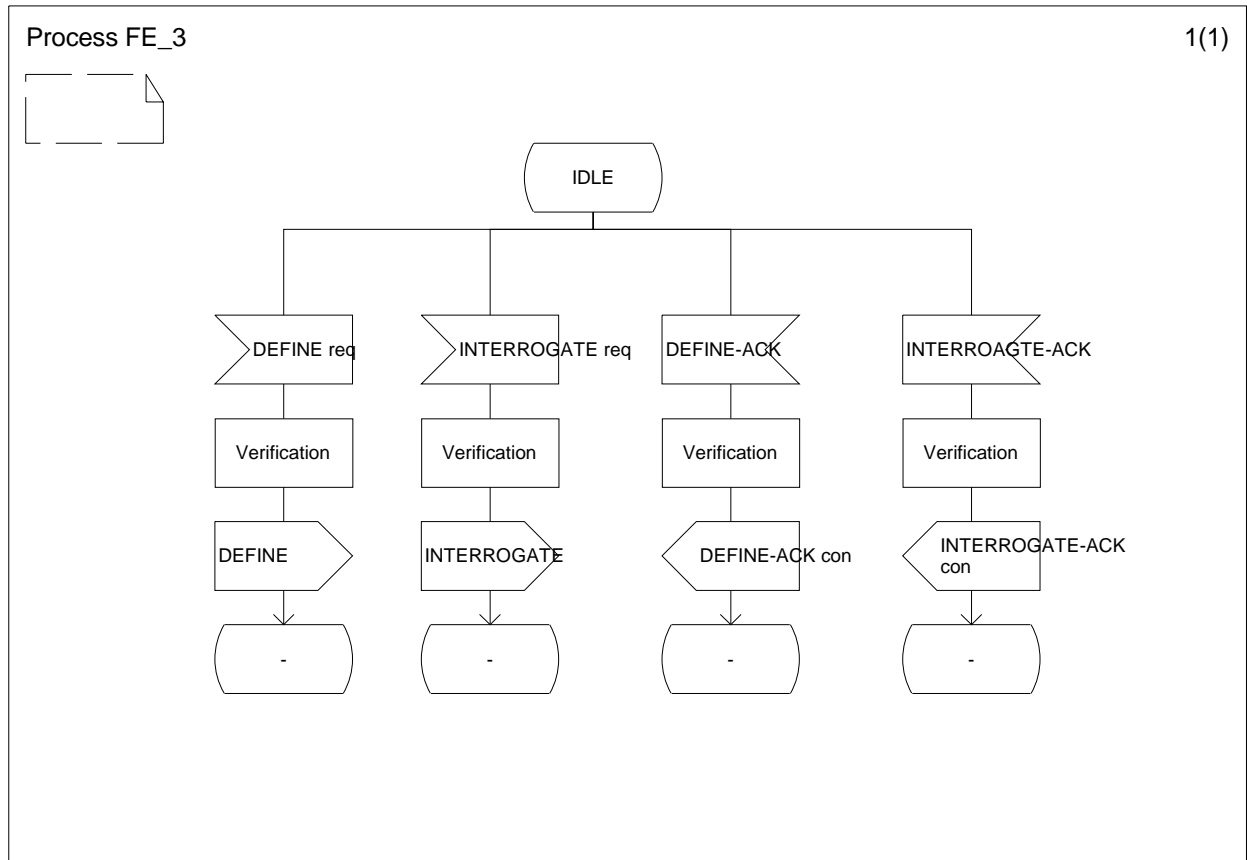 Process FE_3
1(1)
IDLE
DEFINE req
INTERROGATE req
DEFINE-ACK
INTERROAGTE-ACK
Verification
Verification
Verification
Verification
DEFINE
INTERROGATE
DEFINE-ACK con
INTERROGATE-ACK
con
-
-
-
-